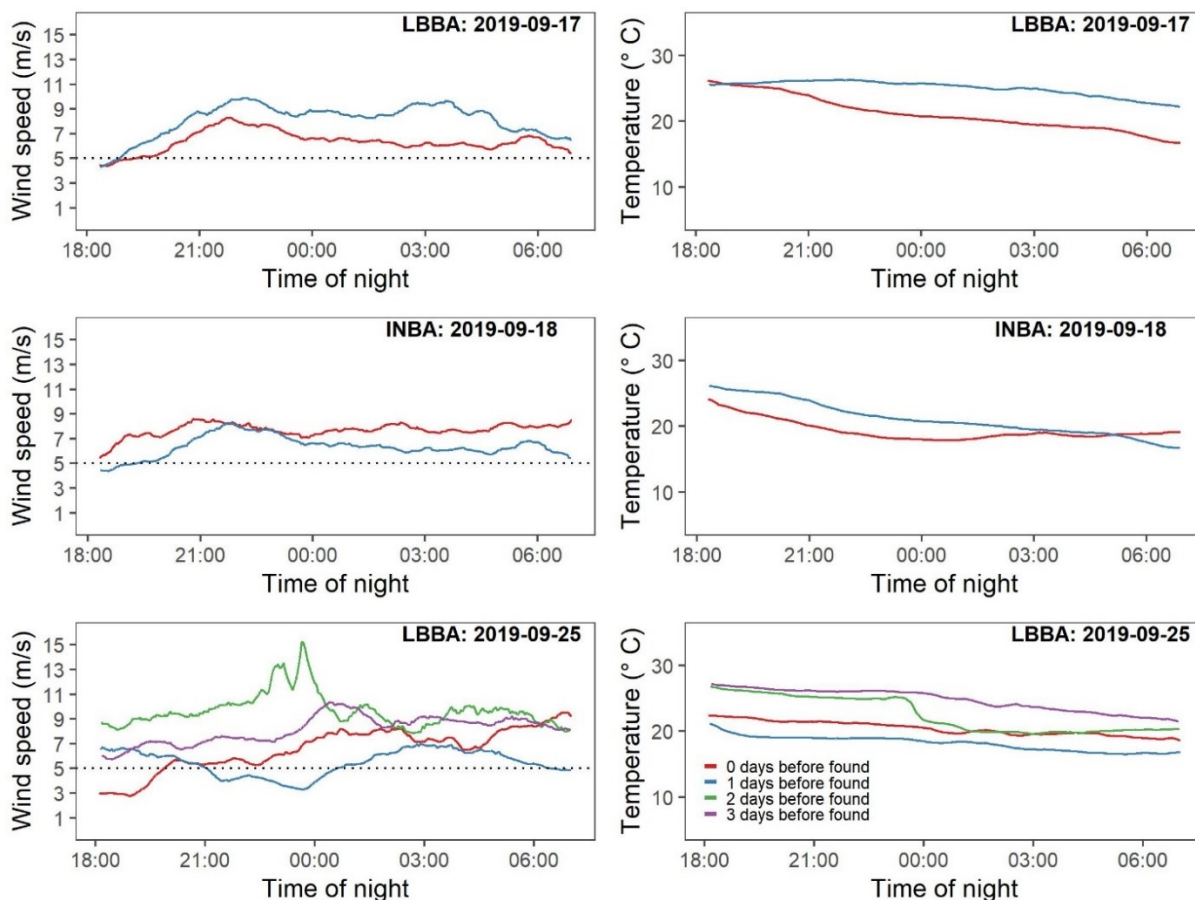 LBBA: 2019-09-17
Wind speed (m/s)
15
13
11
9
7
5
3
1
18:00 21:00 00:00 03:00 06:00
Time of night
LBBA: 2019-09-17
Temperature (° C)
30
20
10
18:00 21:00 00:00 03:00 06:00
Time of night
INBA: 2019-09-18
Wind speed (m/s)
15
13
11
9
7
5
3
1
18:00 21:00 00:00 03:00 06:00
Time of night
INBA: 2019-09-18
Temperature (° C)
30
20
10
18:00 21:00 00:00 03:00 06:00
Time of night
LBBA: 2019-09-25
Wind speed (m/s)
15
13
11
9
7
5
3
1
18:00 21:00 00:00 03:00 06:00
Time of night
LBBA: 2019-09-25
Temperature (° C)
30
20
10
0 days before found
1 days before found
2 days before found
3 days before found
18:00 21:00 00:00 03:00 06:00
Time of night